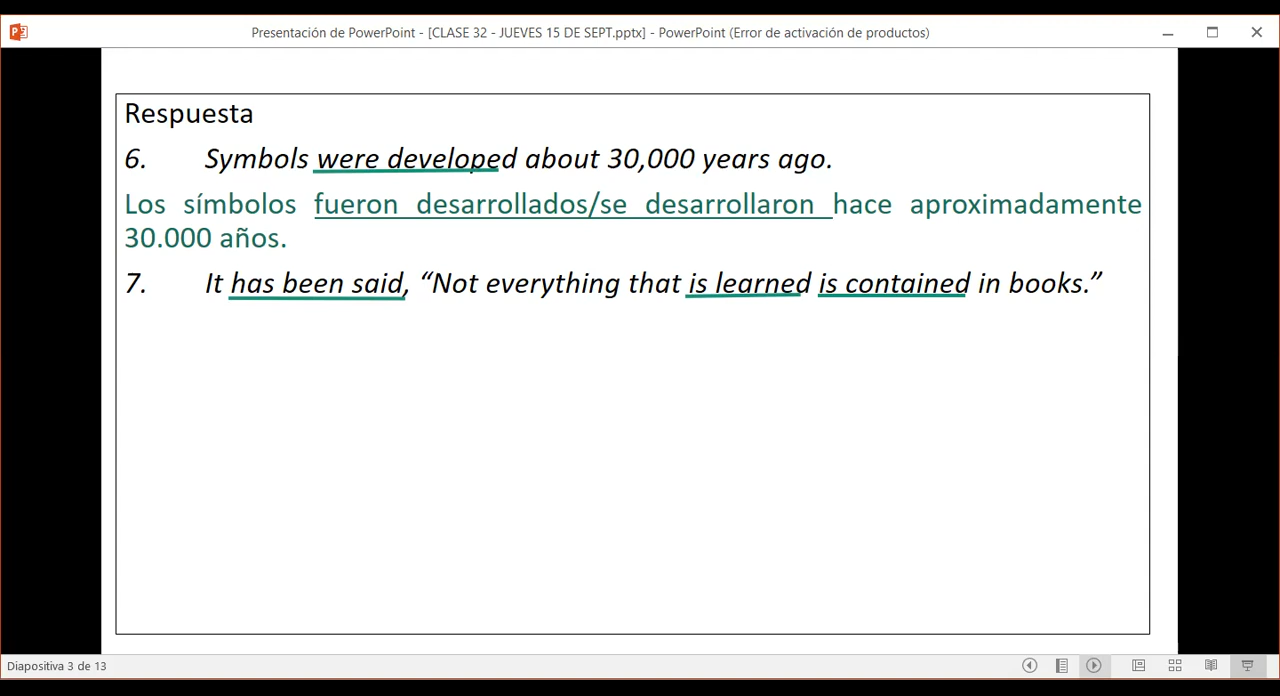 Presentación de PowerPoint - [CLASE 32 - JUEVES 15 DE SEPT.pptx] - PowerPoint (Error de activación de productos)
Respuesta
6. Symbols were developed about 30,000 years ago.
Los símbolos fueron desarrollados/se desarrollaron hace aproximadamente
30.000 años.
7. It has been said, “Not everything that is learned is contained in books.”
Diapositiva 3 de 13